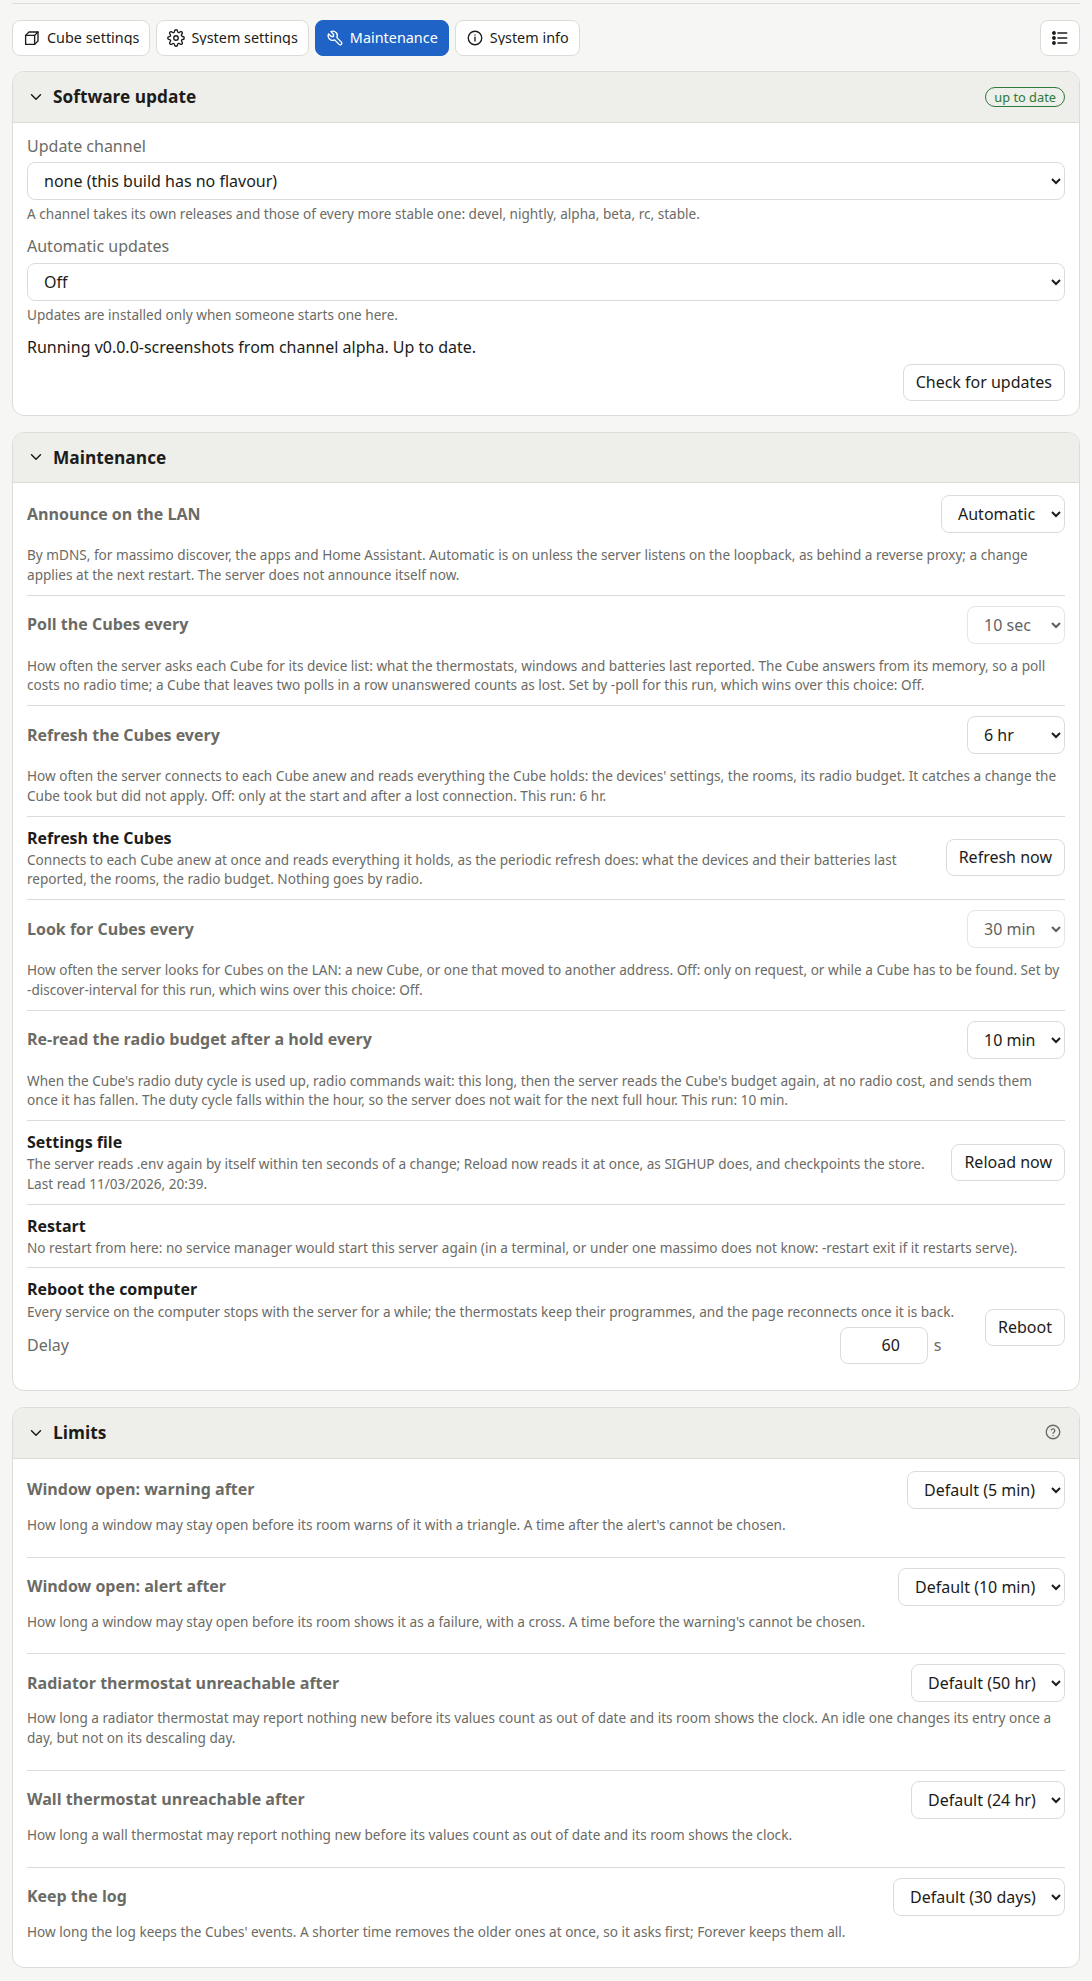 Cube settings
System settings
Maintenance
System info
Software update
up to date
Update channel
none (this build has no flavour)
A channel takes its own releases and those of every more stable one: devel, nightly, alpha, beta, rc, stable.
Automatic updates
Off
Updates are installed only when someone starts one here.
Running v0.0.0-screenshots from channel alpha. Up to date.
Check for updates
Maintenance
Announce on the LAN
Automatic
By mDNS, for massimo discover, the apps and Home Assistant. Automatic is on unless the server listens on the loopback, as behind a reverse proxy; a change
applies at the next restart. The server does not announce itself now.
Poll the Cubes every
10 sec
How often the server asks each Cube for its device list: what the thermostats, windows and batteries last reported. The Cube answers from its memory, so a poll
costs no radio time; a Cube that leaves two polls in a row unanswered counts as lost. Set by -poll for this run, which wins over this choice: Off.
Refresh the Cubes every
6 hr
How often the server connects to each Cube anew and reads everything the Cube holds: the devices' settings, the rooms, its radio budget. It catches a change the
Cube took but did not apply. Off: only at the start and after a lost connection. This run: 6 hr.
Refresh the Cubes
Connects to each Cube anew at once and reads everything it holds, as the periodic refresh does: what the devices and their batteries last
reported, the rooms, the radio budget. Nothing goes by radio.
Refresh now
Look for Cubes every
30 min
How often the server looks for Cubes on the LAN: a new Cube, or one that moved to another address. Off: only on request, or while a Cube has to be found. Set by
-discover-interval for this run, which wins over this choice: Off.
Re-read the radio budget after a hold every
10 min
When the Cube's radio duty cycle is used up, radio commands wait: this long, then the server reads the Cube's budget again, at no radio cost, and sends them
once it has fallen. The duty cycle falls within the hour, so the server does not wait for the next full hour. This run: 10 min.
Settings file
The server reads .env again by itself within ten seconds of a change; Reload now reads it at once, as SIGHUP does, and checkpoints the store.
Last read 11/03/2026, 20:39.
Reload now
Restart
No restart from here: no service manager would start this server again (in a terminal, or under one massimo does not know: -restart exit if it restarts serve).
Reboot the computer
Every service on the computer stops with the server for a while; the thermostats keep their programmes, and the page reconnects once it is back.
Delay
60 s
Reboot
Limits
Window open: warning after
Default (5 min)
How long a window may stay open before its room warns of it with a triangle. A time after the alert's cannot be chosen.
Window open: alert after
Default (10 min)
How long a window may stay open before its room shows it as a failure, with a cross. A time before the warning's cannot be chosen.
Radiator thermostat unreachable after
Default (50 hr)
How long a radiator thermostat may report nothing new before its values count as out of date and its room shows the clock. An idle one changes its entry once a
day, but not on its descaling day.
Wall thermostat unreachable after
Default (24 hr)
How long a wall thermostat may report nothing new before its values count as out of date and its room shows the clock.
Keep the log
Default (30 days)
How long the log keeps the Cubes' events. A shorter time removes the older ones at once, so it asks first; Forever keeps them all.